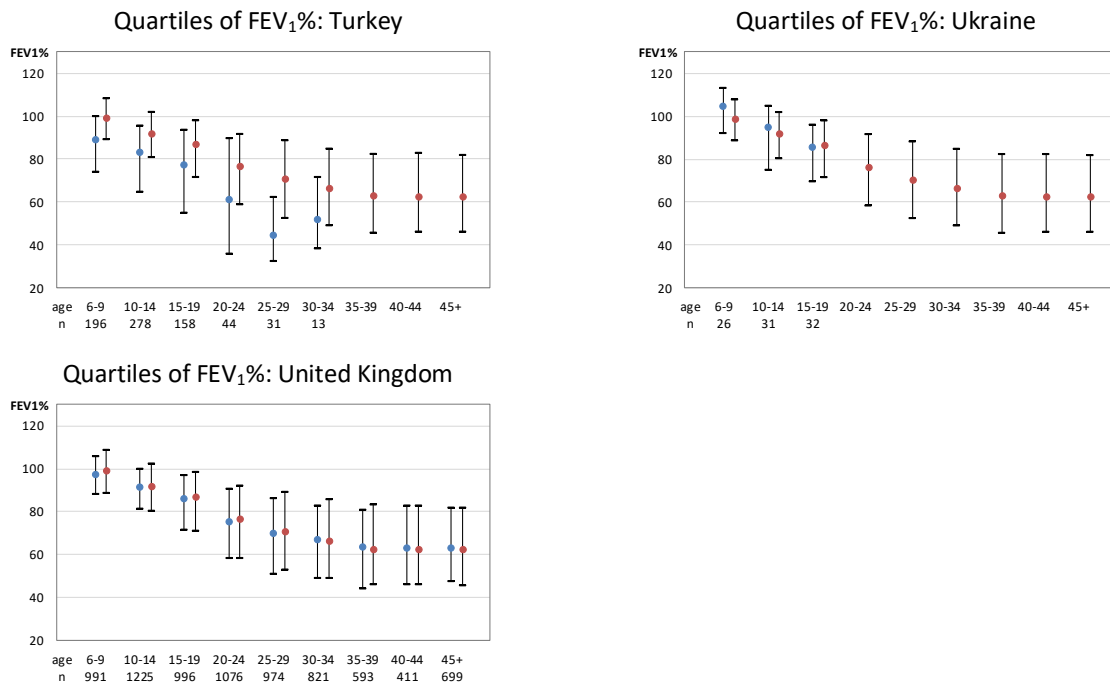 Quartiles of FEV₁%: Turkey
FEV1%
120
100
80
60
40
20
age 6-9 10-14 15-19 20-24 25-29 30-34 35-39 40-44 45+
n 196 278 158 44 31 13
Quartiles of FEV₁%: Ukraine
FEV1%
120
100
80
60
40
20
age 6-9 10-14 15-19 20-24 25-29 30-34 35-39 40-44 45+
n 26 31 32
Quartiles of FEV₁%: United Kingdom
FEV1%
120
100
80
60
40
20
age 6-9 10-14 15-19 20-24 25-29 30-34 35-39 40-44 45+
n 991 1225 996 1076 974 821 593 411 699